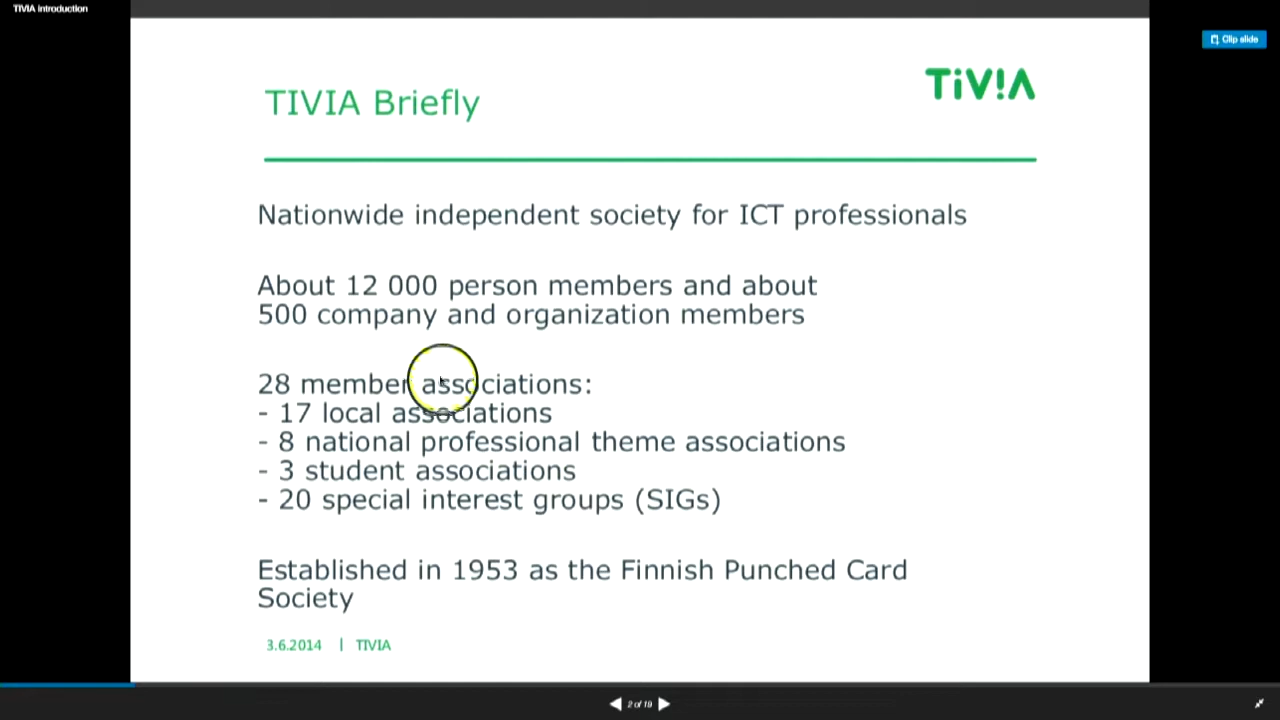 TIVIA introduction
Clip slide
TiV!A
TIVIA Briefly
Nationwide independent society for ICT professionals
About 12 000 person members and about
500 company and organization members
28 member associations:
- 17 local associations
- 8 national professional theme associations
- 3 student associations
- 20 special interest groups (SIGs)
Established in 1953 as the Finnish Punched Card
Society
3.6.2014 | TIVIA
2 of 19